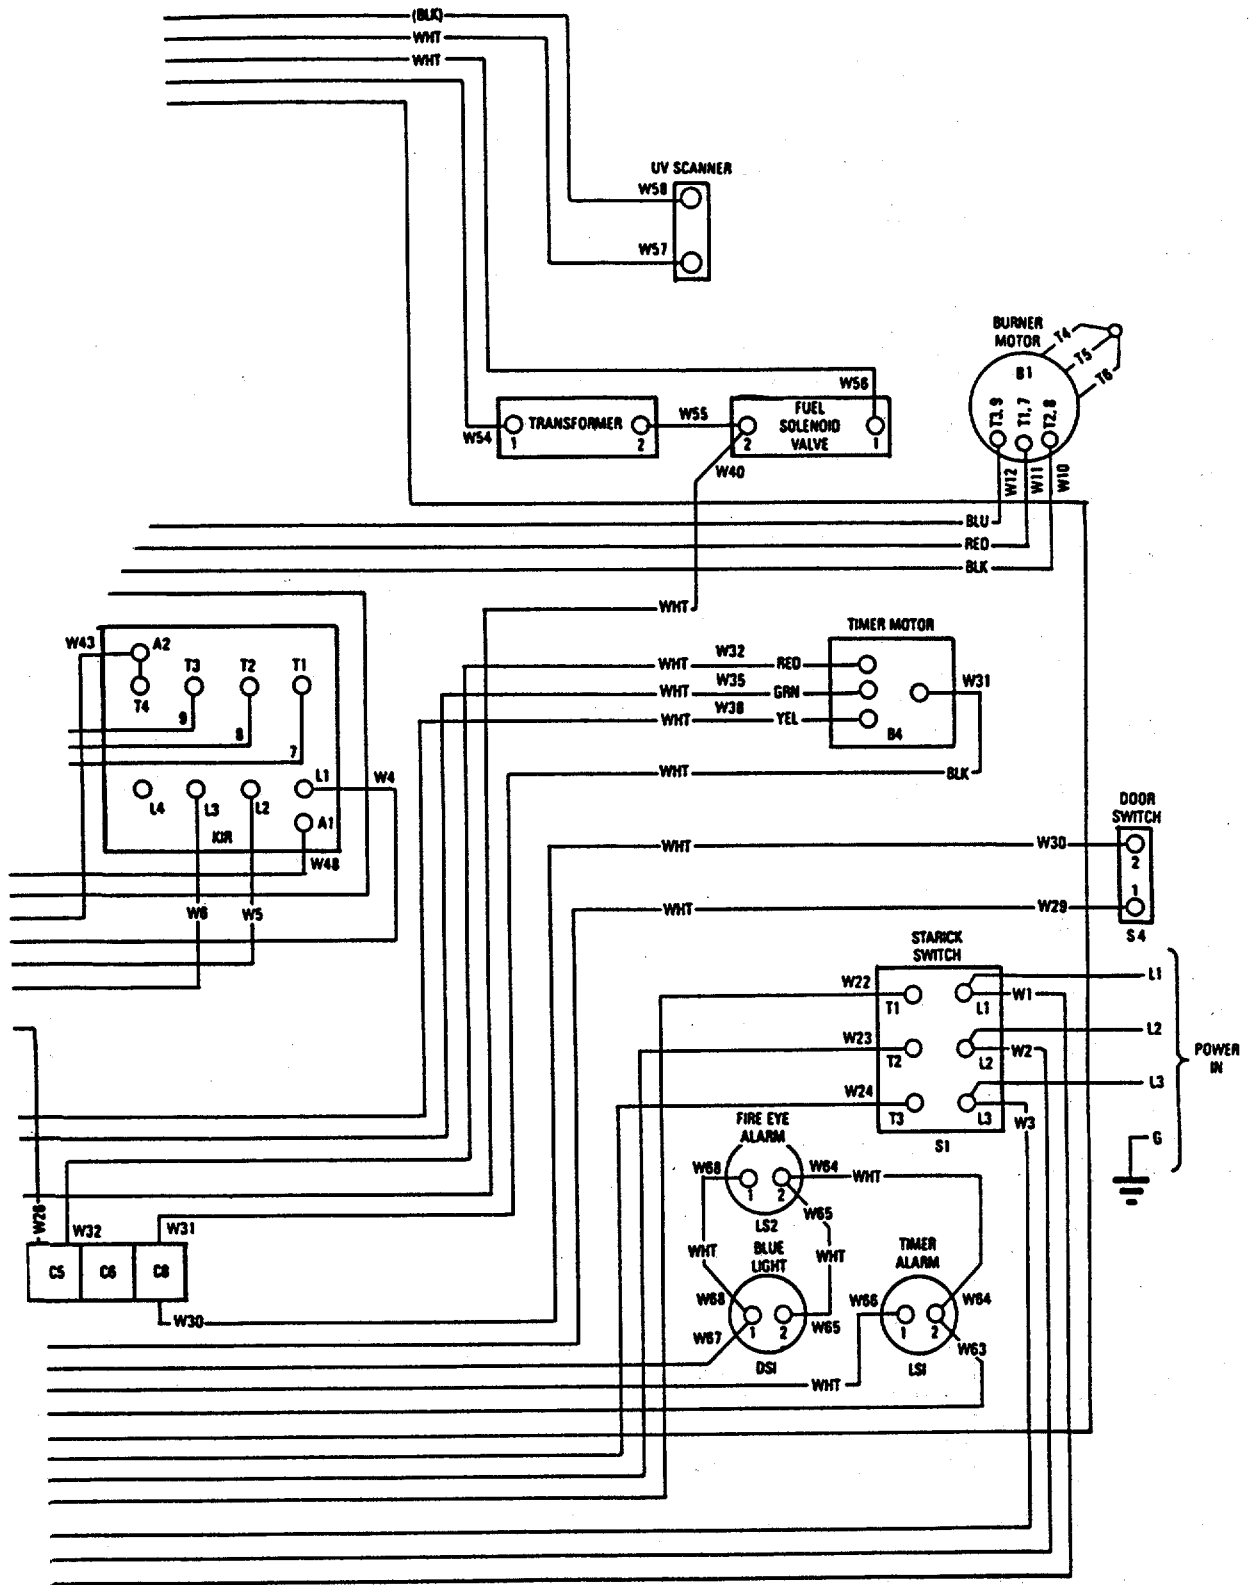 (BLK)
WHT
WHT
UV SCANNER
W58
W57
BURNER
MOTOR
T4
T5
T6
B1
T3, 9
T1, 7
T2, 8
W12
W11
W10
W56
W54
1
TRANSFORMER
2
W55
2
FUEL
SOLENOID
VALVE
1
W40
BLU
RED
BLK
WHT
TIMER MOTOR
W43
A2
T4
T3
T2
T1
9
8
7
WHT
W32
RED
WHT
W35
GRN
WHT
W38
YEL
W31
B4
WHT
BLK
L4
L3
L2
L1
W4
A1
W48
W6
W5
DOOR
SWITCH
WHT
W30
2
1
WHT
W29
S4
STARICK
SWITCH
W22
T1
L1
W1
L1
W23
T2
L2
W2
L2
W24
T3
L3
W3
L3
S1
POWER
IN
G
FIRE EYE
ALARM
W68
1
2
W64
WHT
LS2
W65
WHT
BLUE
LIGHT
WHT
TIMER
ALARM
W68
1
2
W65
W67
DS1
W66
1
2
W64
W63
LS1
WHT
W26
W32
W31
C5
C6
C8
W30